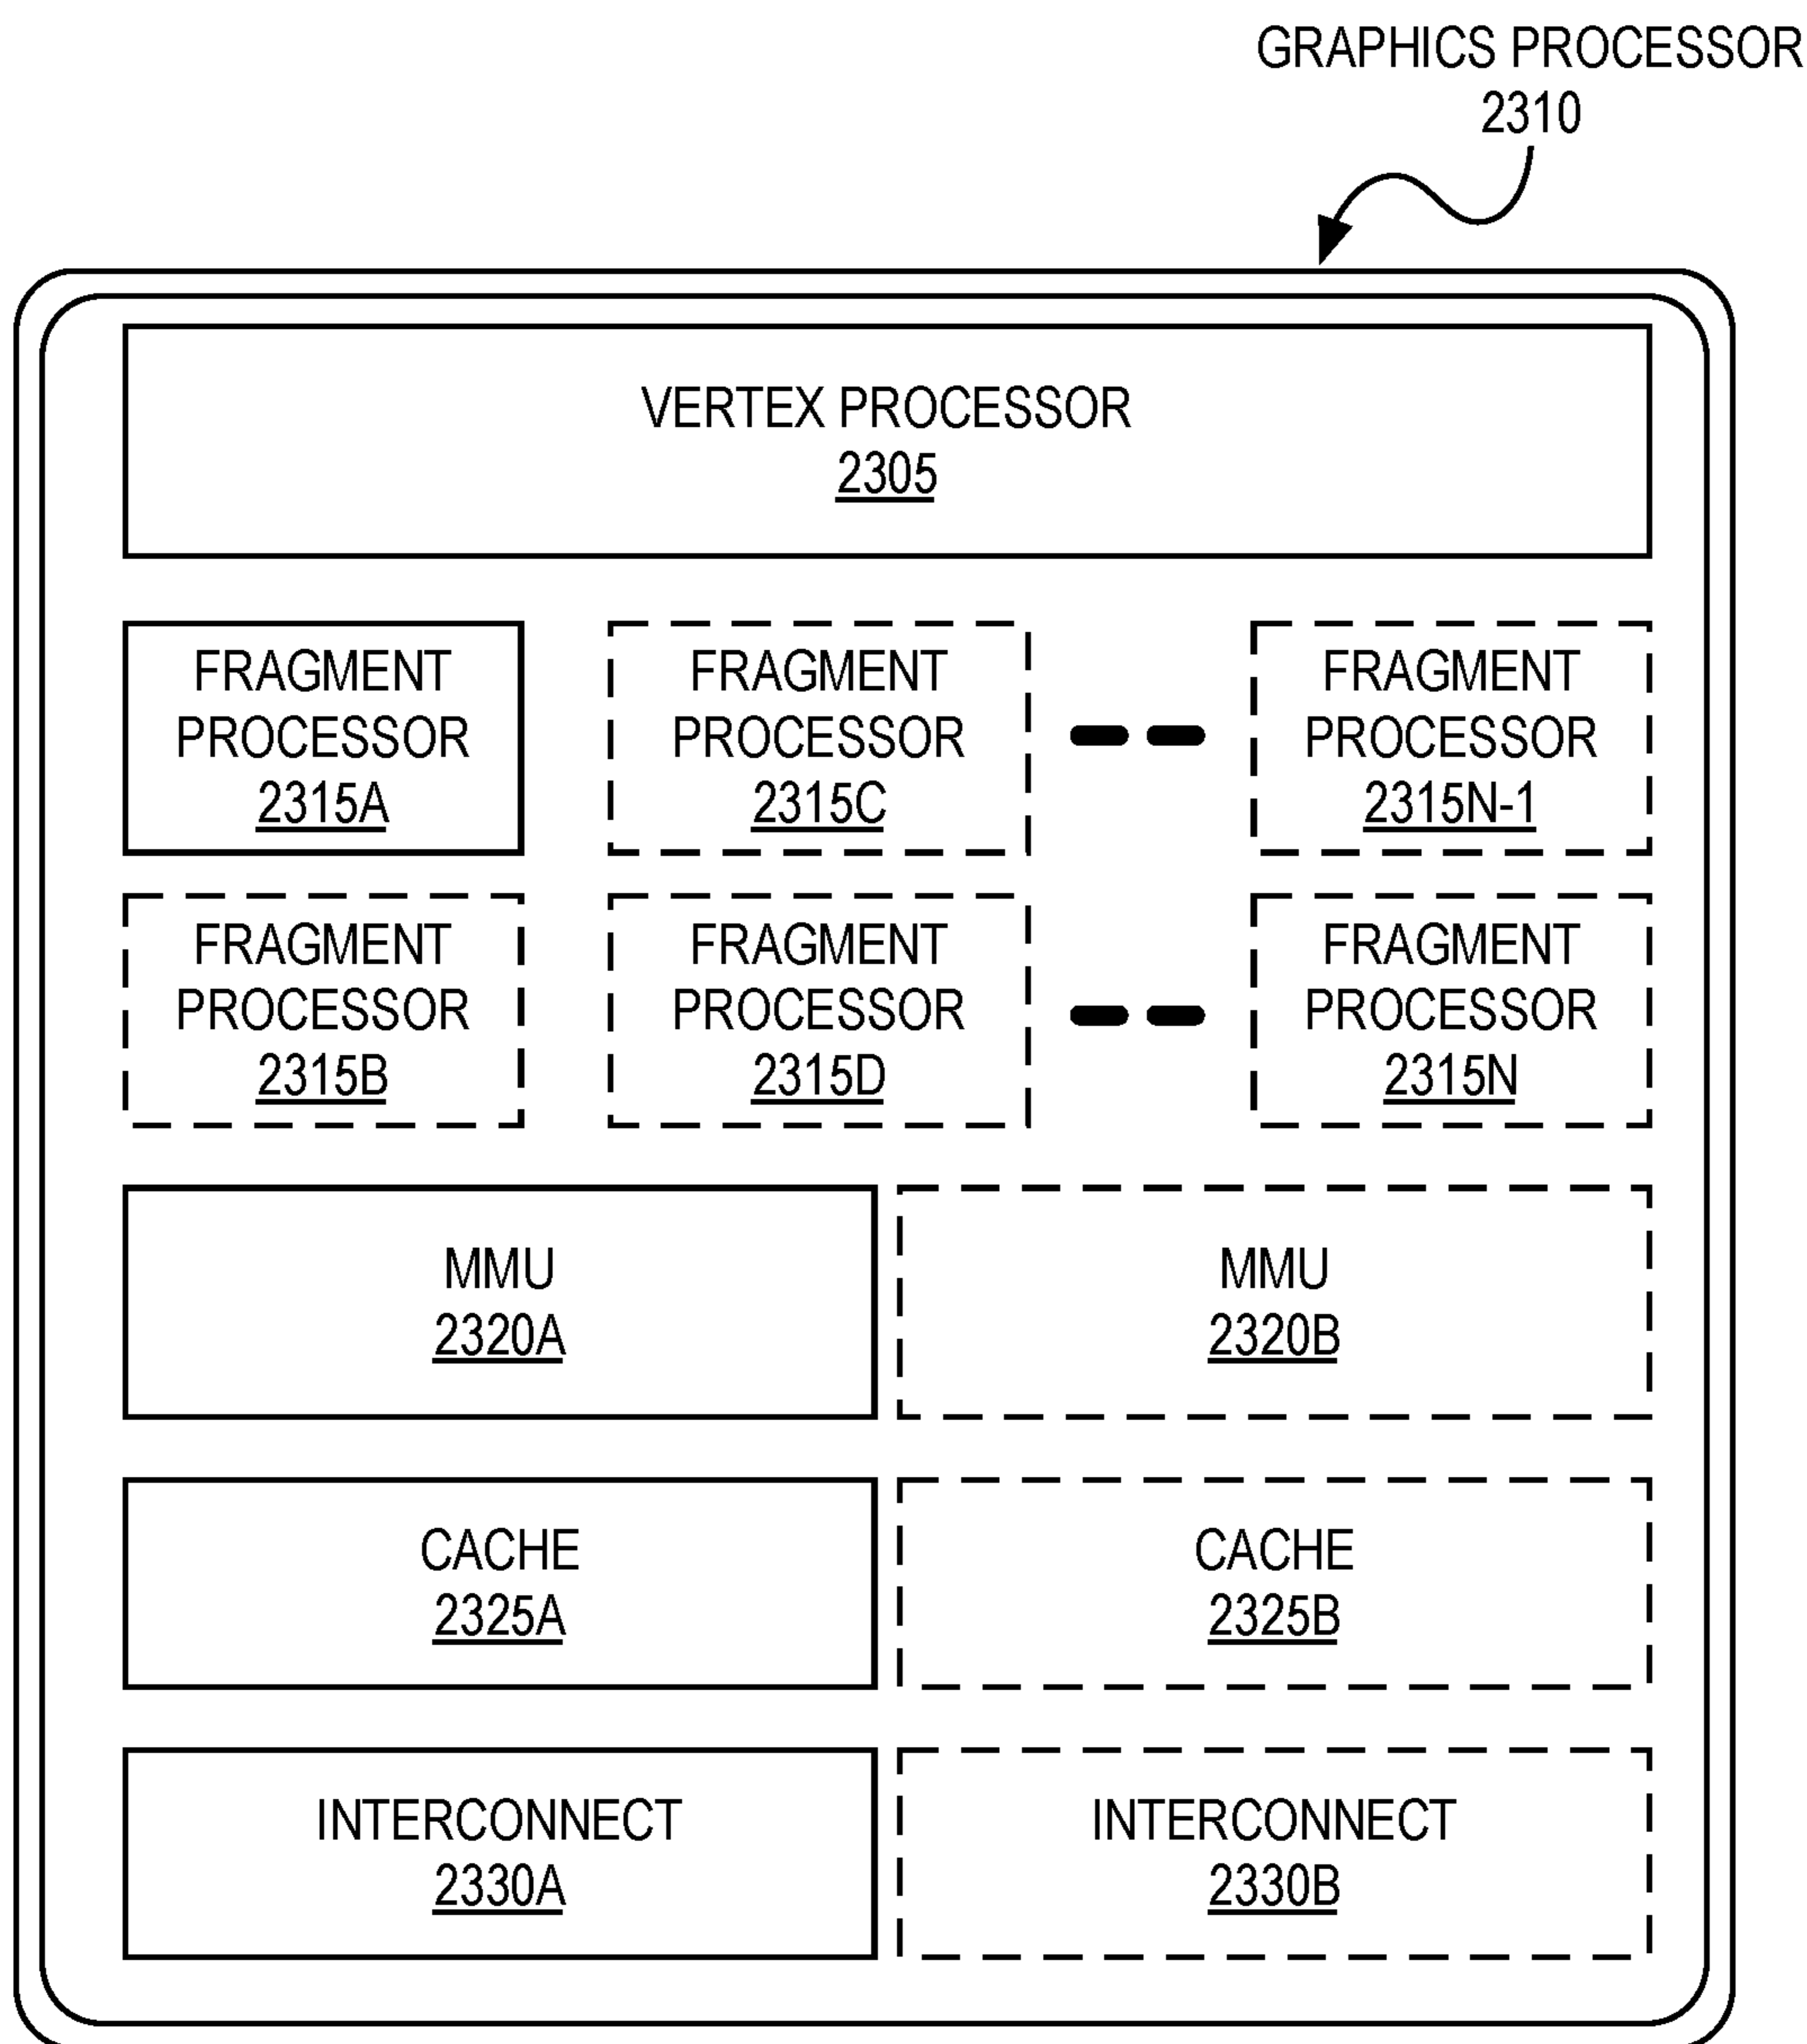 GRAPHICS PROCESSOR
2310
VERTEX PROCESSOR
2305
FRAGMENT
PROCESSOR
2315A
FRAGMENT
PROCESSOR
2315C
FRAGMENT
PROCESSOR
2315N-1
FRAGMENT
PROCESSOR
2315B
FRAGMENT
PROCESSOR
2315D
FRAGMENT
PROCESSOR
2315N
MMU
2320A
MMU
2320B
CACHE
2325A
CACHE
2325B
INTERCONNECT
2330A
INTERCONNECT
2330B